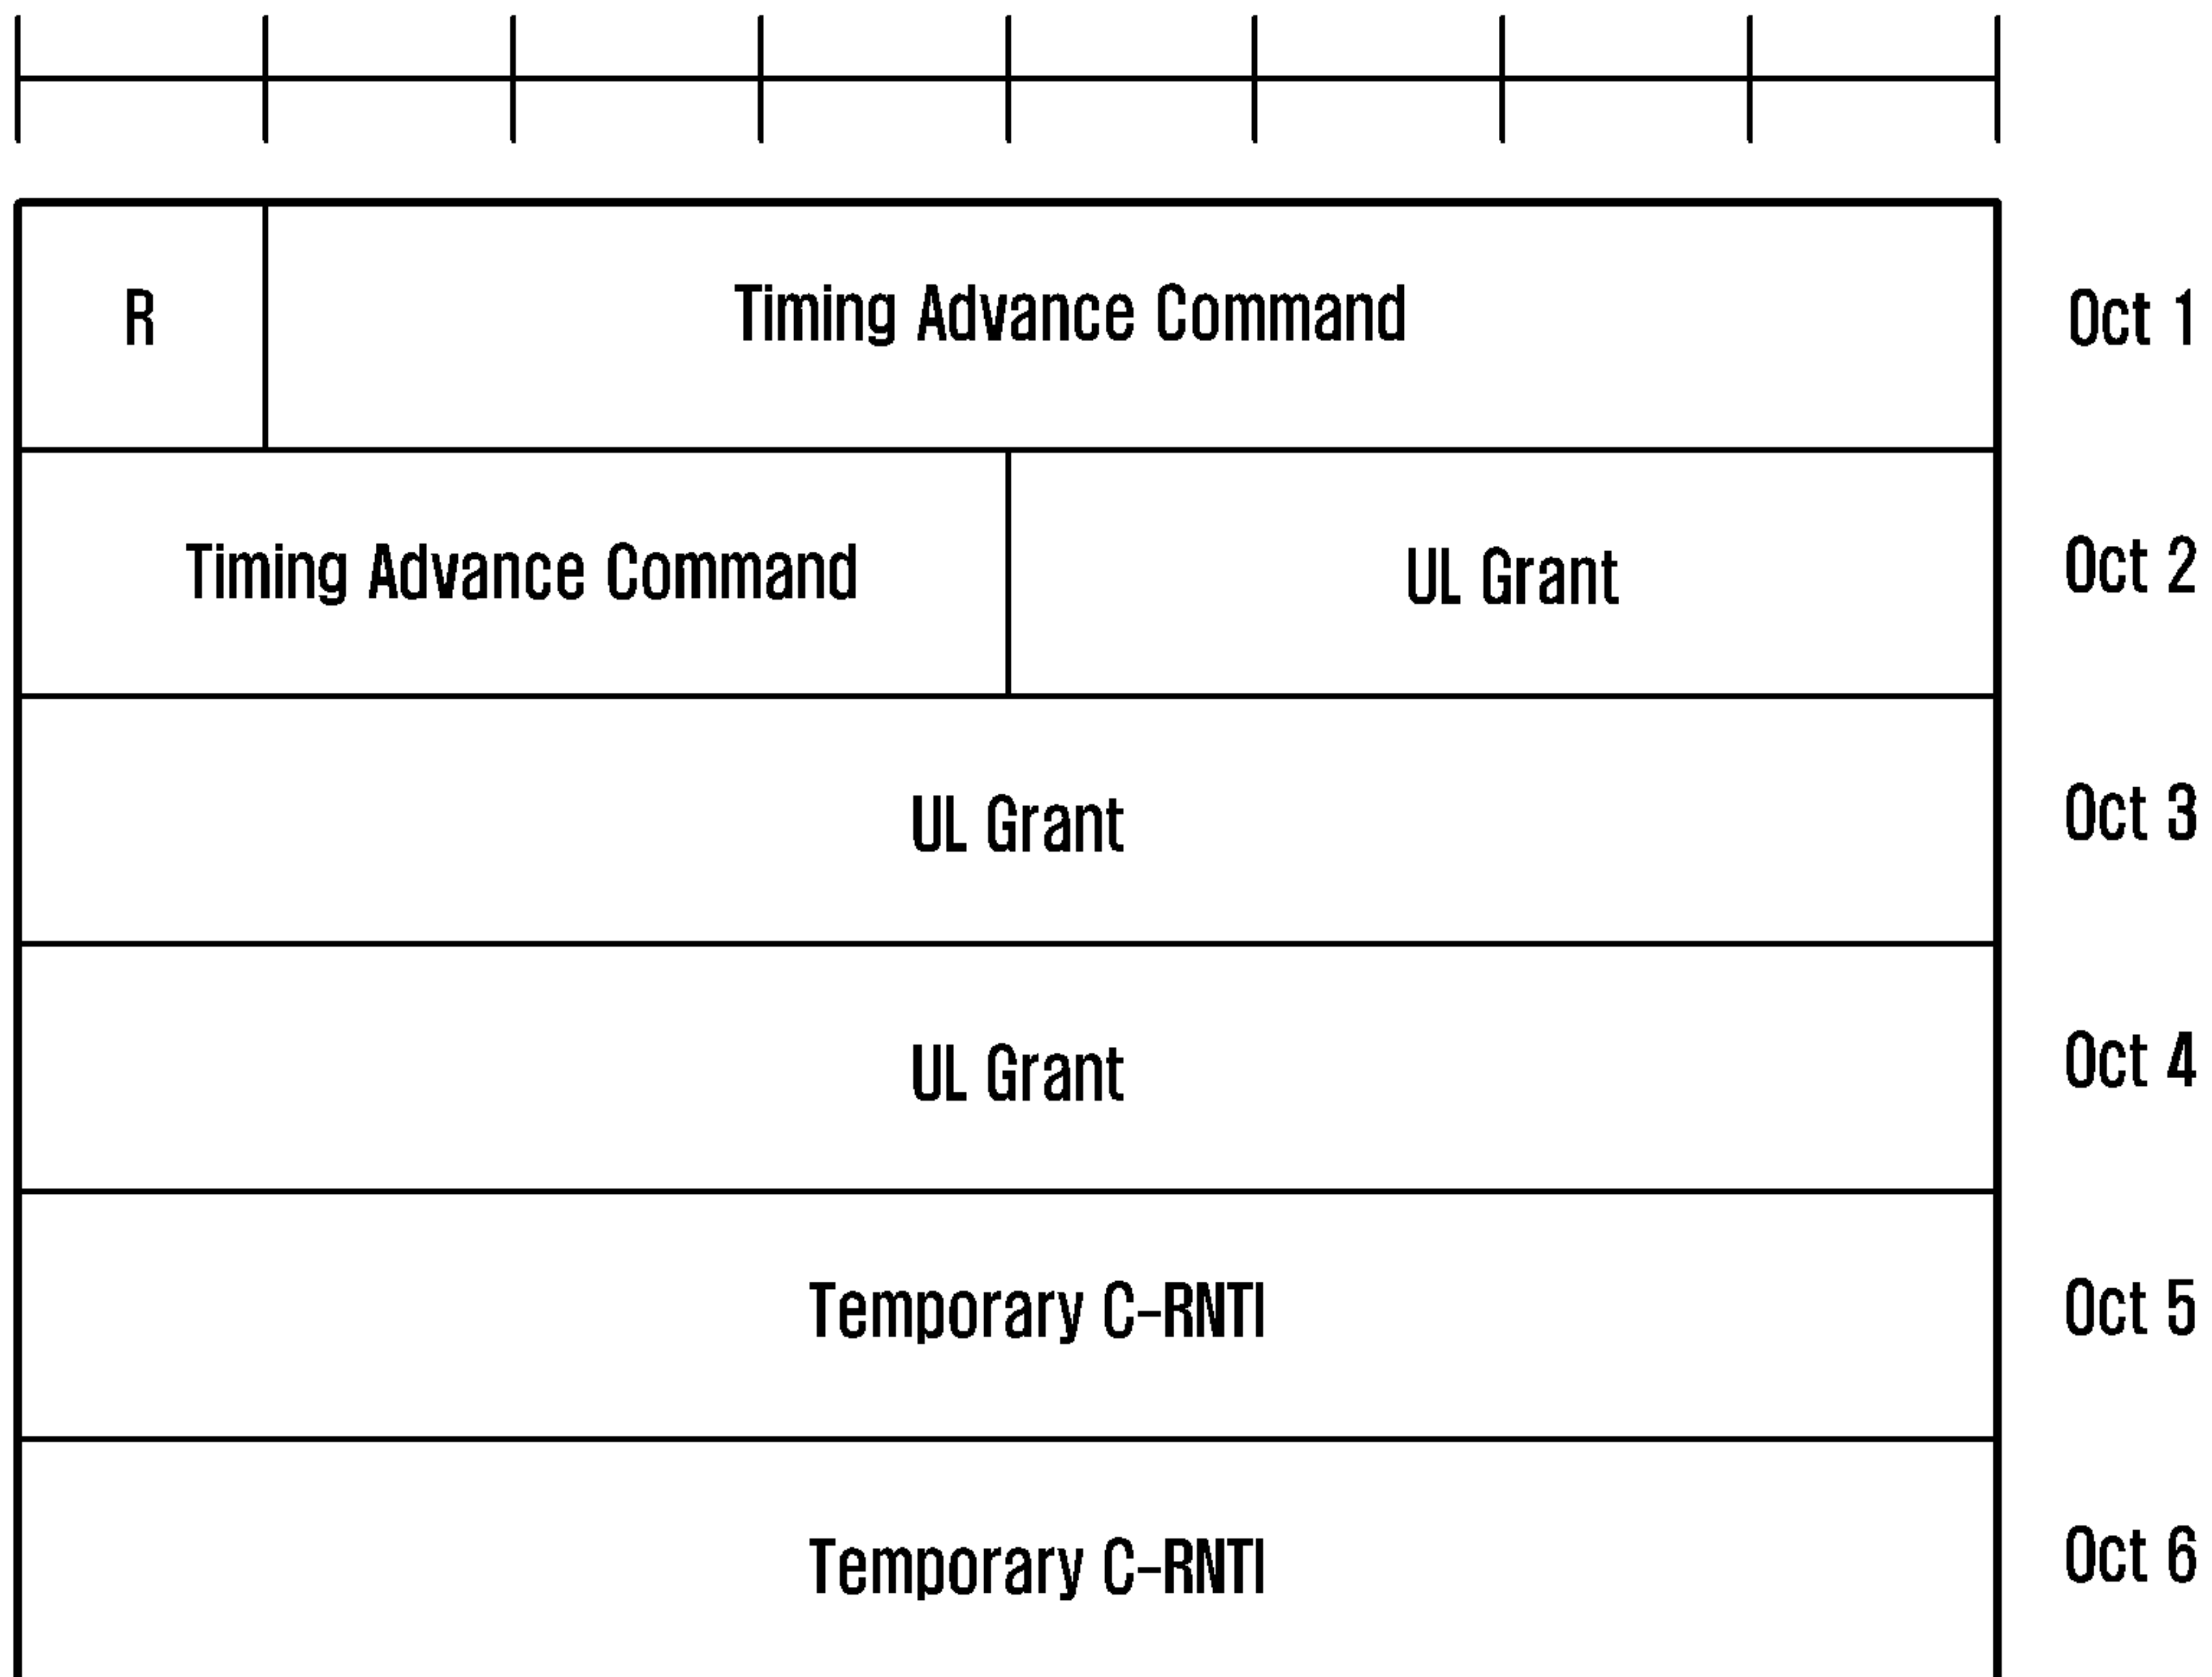 R Timing Advance Command Oct 1
Timing Advance Command UL Grant Oct 2
UL Grant Oct 3
UL Grant Oct 4
Temporary C-RNTI Oct 5
Temporary C-RNTI Oct 6